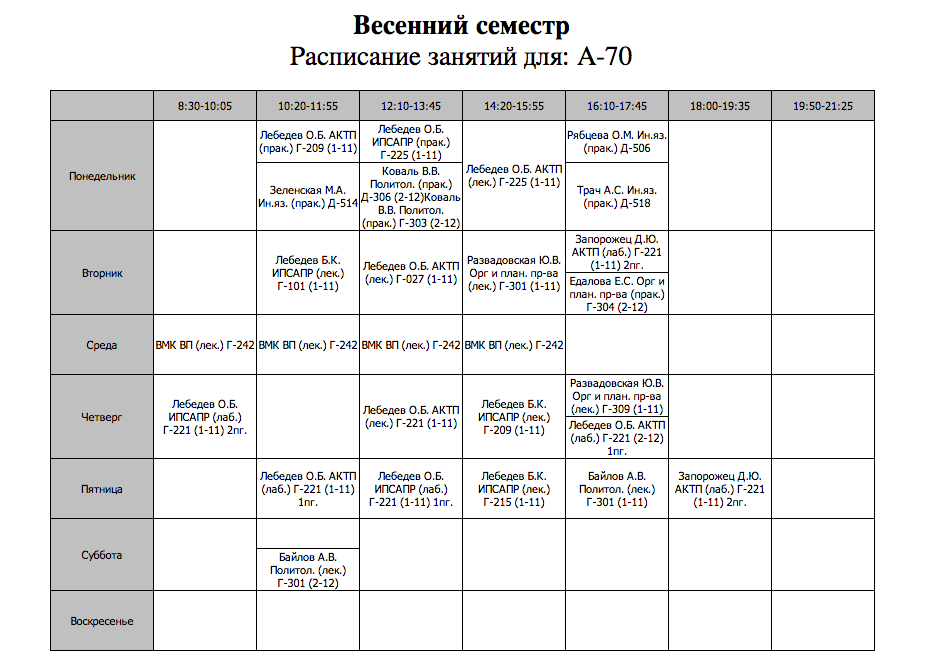 Весенний семестр
Расписание занятий для: А-70
8:30-10:05
10:20-11:55
12:10-13:45
14:20-15:55
16:10-17:45
18:00-19:35
19:50-21:25
Понедельник
Лебедев О.Б. АКТП
(прак.) Г-209 (1-11)
Зеленская М.А.
Ин.яз. (прак.) Д-514
Лебедев О.Б.
ИПСАПР (прак.)
Г-225 (1-11)
Коваль В.В.
Политол. (прак.)
Д-306 (2-12)Коваль
В.В. Политол.
(прак.) Г-303 (2-12)
Лебедев О.Б. АКТП
(лек.) Г-225 (1-11)
Рябцева О.М. Ин.яз.
(прак.) Д-506
Трач А.С. Ин.яз.
(прак.) Д-518
Вторник
Лебедев Б.К.
ИПСАПР (лек.)
Г-101 (1-11)
Лебедев О.Б. АКТП
(лек.) Г-027 (1-11)
Развадовская Ю.В.
Орг и план. пр-ва
(лек.) Г-301 (1-11)
Запорожец Д.Ю.
АКТП (лаб.) Г-221
(1-11) 2пг.
Едалова Е.С. Орг и
план. пр-ва (прак.)
Г-304 (2-12)
Среда
ВМК ВП (лек.) Г-242
ВМК ВП (лек.) Г-242
ВМК ВП (лек.) Г-242
ВМК ВП (лек.) Г-242
Четверг
Лебедев О.Б.
ИПСАПР (лаб.)
Г-221 (1-11) 2пг.
Лебедев О.Б. АКТП
(лек.) Г-221 (1-11)
Лебедев Б.К.
ИПСАПР (лек.)
Г-209 (1-11)
Развадовская Ю.В.
Орг и план. пр-ва
(лек.) Г-309 (1-11)
Лебедев О.Б. АКТП
(лаб.) Г-221 (2-12)
1пг.
Пятница
Лебедев О.Б. АКТП
(лаб.) Г-221 (1-11)
1пг.
Лебедев О.Б.
ИПСАПР (лаб.)
Г-221 (1-11) 1пг.
Лебедев Б.К.
ИПСАПР (лек.)
Г-215 (1-11)
Байлов А.В.
Политол. (лек.)
Г-301 (1-11)
Запорожец Д.Ю.
АКТП (лаб.) Г-221
(1-11) 2пг.
Суббота
Байлов А.В.
Политол. (лек.)
Г-301 (2-12)
Воскресенье